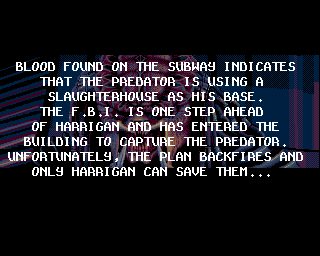 BLOOD FOUND ON THE SUBWAY INDICATES
THAT THE PREDATOR IS USING A
SLAUGHTERHOUSE AS HIS BASE.
THE F.B.I. IS ONE STEP AHEAD
OF HARRIGAN AND HAS ENTERED THE
BUILDING TO CAPTURE THE PREDATOR.
UNFORTUNATELY, THE PLAN BACKFIRES AND
ONLY HARRIGAN CAN SAVE THEM...